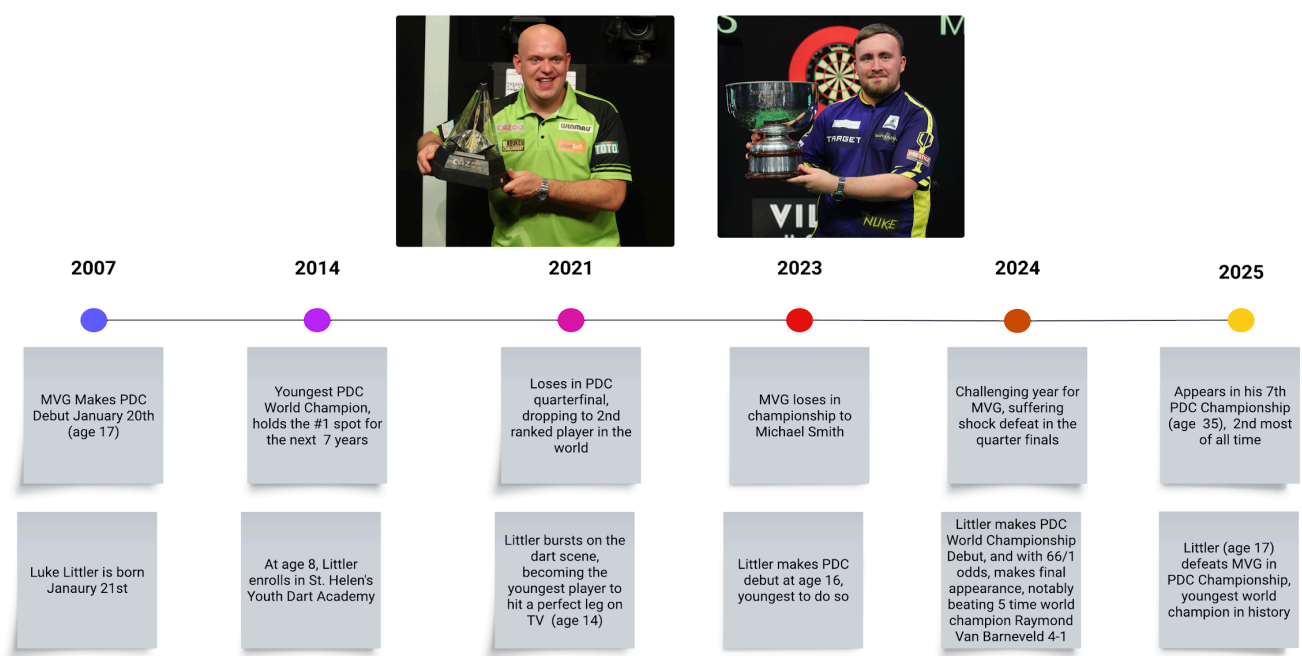 S
M
CAZOO
WINMAU
TOTO
CAZOO
TARGET
VIL
NUKE
2007
2014
2021
2023
2024
2025
MVG Makes PDC
Debut January 20th
(age 17)
Youngest PDC
World Champion,
holds the #1 spot for
the next 7 years
Loses in PDC
quarterfinal,
dropping to 2nd
ranked player in the
world
MVG loses in
championship to
Michael Smith
Challenging year for
MVG, suffering
shock defeat in the
quarter finals
Appears in his 7th
PDC Championship
(age 35), 2nd most
of all time
Luke Littler is born
Janaury 21st
At age 8, Littler
enrolls in St. Helen's
Youth Dart Academy
Littler bursts on the
dart scene,
becoming the
youngest player to
hit a perfect leg on
TV (age 14)
Littler makes PDC
debut at age 16,
youngest to do so
Littler makes PDC
World Championship
Debut, and with 66/1
odds, makes final
appearance, notably
beating 5 time world
champion Raymond
Van Barneveld 4-1
Littler (age 17)
defeats MVG in
PDC Championship,
youngest world
champion in history